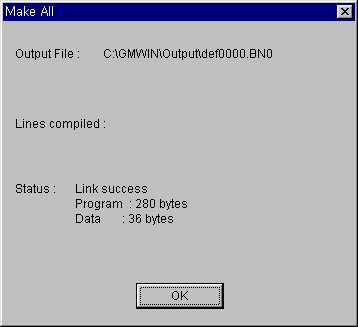 Make All
Output File : C:\GMWIN\Output\def0000.BN0
Lines compiled :
Status : Link success
Program : 280 bytes
Data : 36 bytes
OK